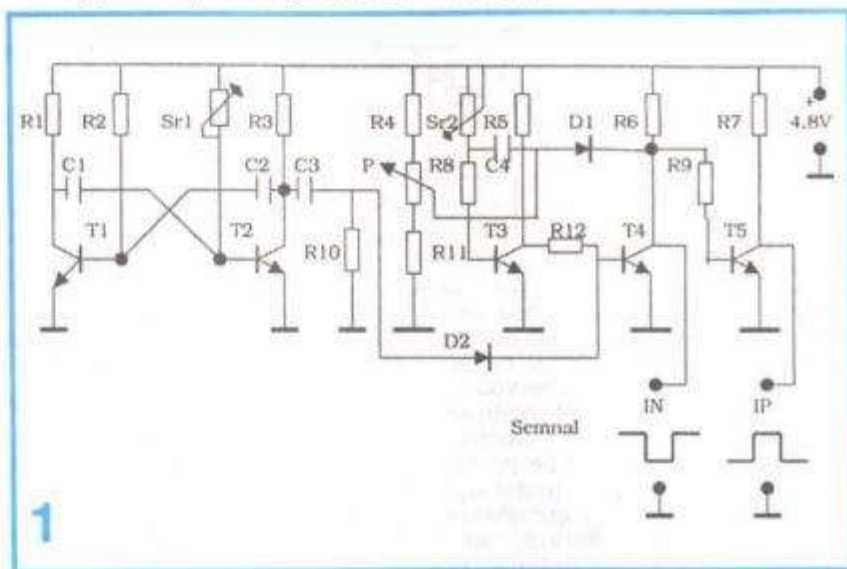 R1 R2 Sr1 R3 R4 Sr2 R5 D1 R6 R7 + 4.8V
C1 C2 C3 P R8 C4 R9
T1 T2 R10 R11 T3 R12 T4 T5
D2
IN IP
Semnal
1